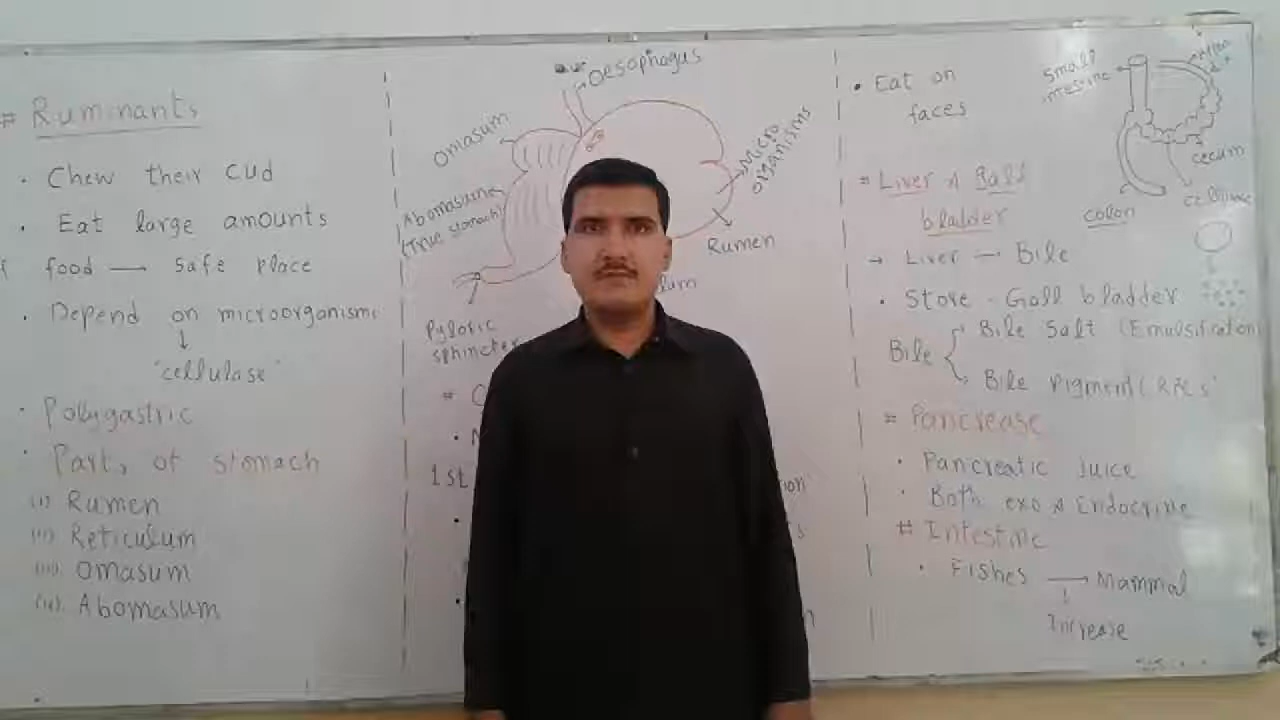 # Ruminants
· Chew their cud
· Eat large amounts
f food — Safe place
· Depend on microorganisms
↓
"cellulase"
· Polygastric
· Parts of stomach
(i) Rumen
(ii) Reticulum
(iii) Omasum
(iv) Abomasum
Oesophagus
Omasum
Micro
organisms
Abomasum
(True stomach)
Rumen
Pyloric
sphincter
1st
· Eat on
faces
Small
intestine
cecum
colon
cellulose
= Liver & Gall
bladder
→ Liver — Bile
· Store - Gall bladder
Bile Salt (Emulsification
Bile
Bile Pigment (RBCs
= Pancrease
· Pancreatic Juice
· Both exo & Endocrine
# Intestine
· Fishes → Mammal
↓
Increase